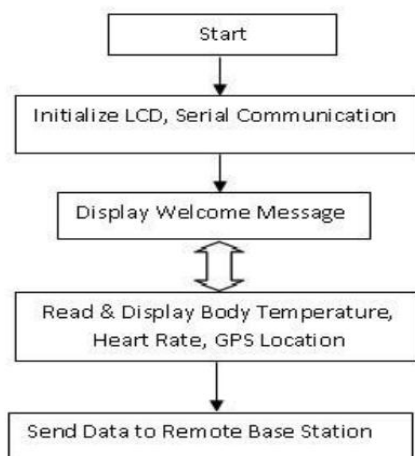 Start
Initialize LCD, Serial Communication
Display Welcome Message
Read & Display Body Temperature,
Heart Rate, GPS Location
Send Data to Remote Base Station